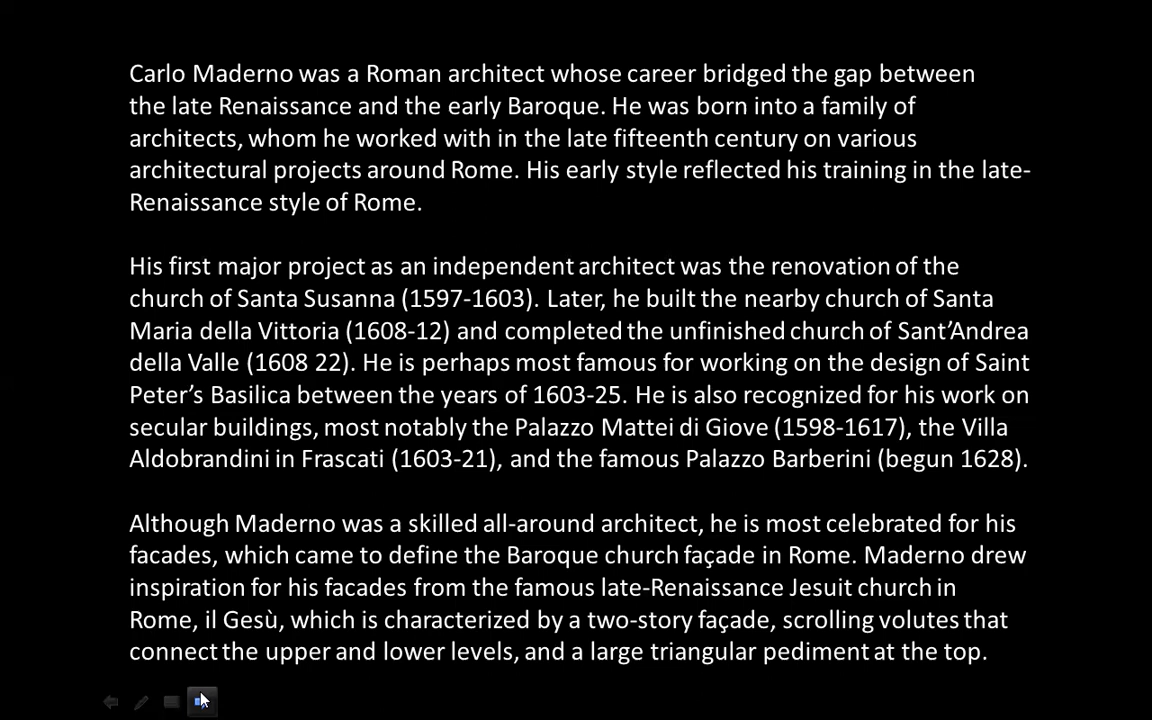 Carlo Maderno was a Roman architect whose career bridged the gap between
the late Renaissance and the early Baroque. He was born into a family of
architects, whom he worked with in the late fifteenth century on various
architectural projects around Rome. His early style reflected his training in the late-
Renaissance style of Rome.
His first major project as an independent architect was the renovation of the
church of Santa Susanna (1597-1603). Later, he built the nearby church of Santa
Maria della Vittoria (1608-12) and completed the unfinished church of Sant’Andrea
della Valle (1608 22). He is perhaps most famous for working on the design of Saint
Peter’s Basilica between the years of 1603-25. He is also recognized for his work on
secular buildings, most notably the Palazzo Mattei di Giove (1598-1617), the Villa
Aldobrandini in Frascati (1603-21), and the famous Palazzo Barberini (begun 1628).
Although Maderno was a skilled all-around architect, he is most celebrated for his
facades, which came to define the Baroque church façade in Rome. Maderno drew
inspiration for his facades from the famous late-Renaissance Jesuit church in
Rome, il Gesù, which is characterized by a two-story façade, scrolling volutes that
connect the upper and lower levels, and a large triangular pediment at the top.